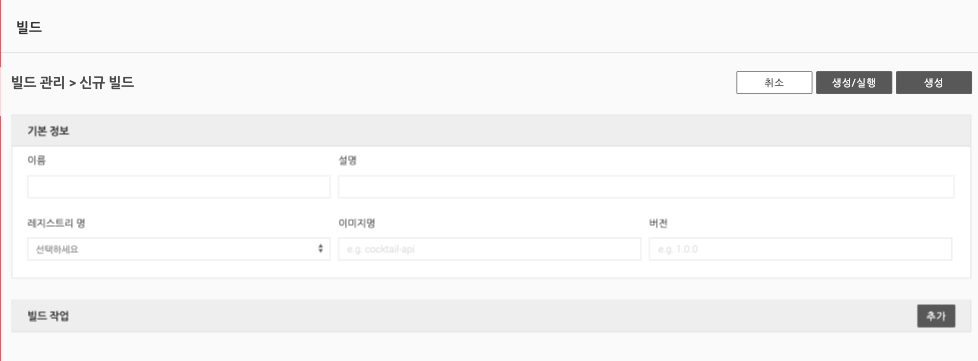 빌드
빌드 관리 > 신규 빌드
취소
생성/실행
생성
기본 정보
이름
설명
레지스트리 명
이미지명
버전
선택하세요
e.g. cocktail-api
e.g. 1.0.0
빌드 작업
추가